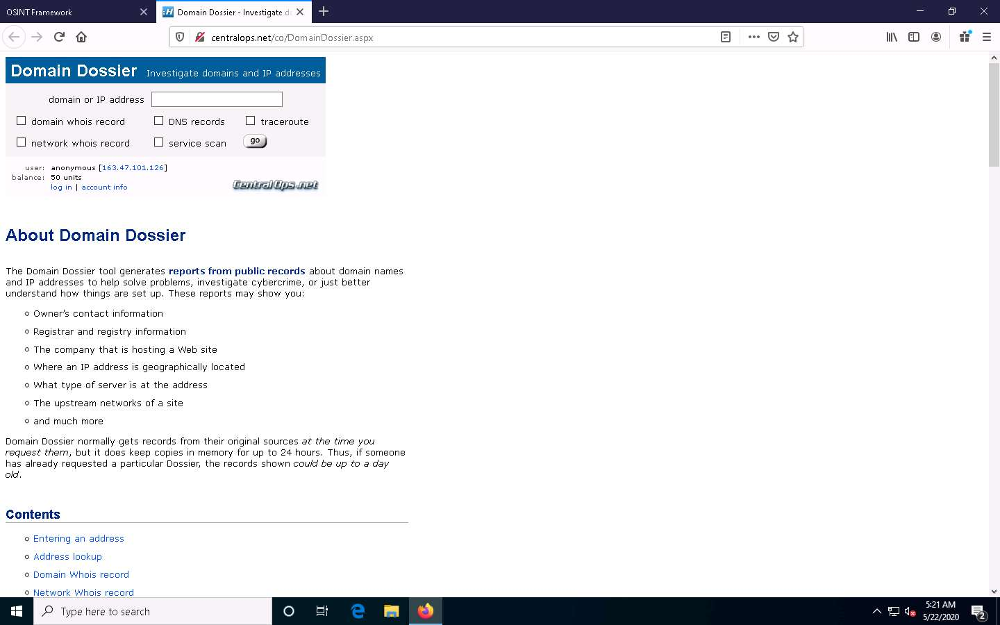 OSINT Framework
Domain Dossier - Investigate d
centralops.net/co/DomainDossier.aspx
Domain Dossier Investigate domains and IP addresses
domain or IP address
domain whois record DNS records traceroute
network whois record service scan go
user: anonymous [163.47.101.126]
balance: 50 units
log in | account info
CentralOps.net
About Domain Dossier
The Domain Dossier tool generates reports from public records about domain names
and IP addresses to help solve problems, investigate cybercrime, or just better
understand how things are set up. These reports may show you:
Owner’s contact information
Registrar and registry information
The company that is hosting a Web site
Where an IP address is geographically located
What type of server is at the address
The upstream networks of a site
and much more
Domain Dossier normally gets records from their original sources at the time you
request them, but it does keep copies in memory for up to 24 hours. Thus, if someone
has already requested a particular Dossier, the records shown could be up to a day
old.
Contents
Entering an address
Address lookup
Domain Whois record
Network Whois record
Type here to search
5:21 AM
5/22/2020
2